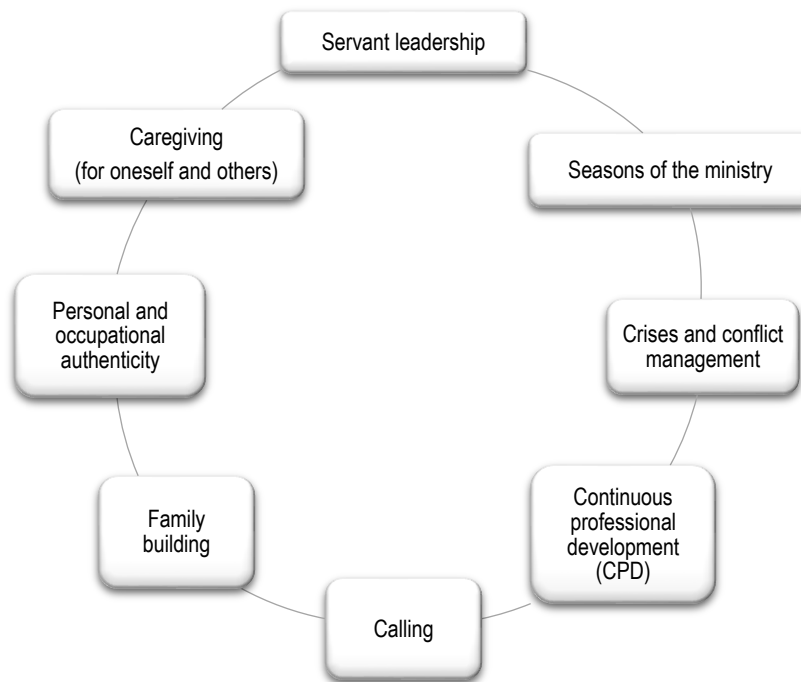 Servant leadership
Seasons of the ministry
Crises and conflict
management
Continuous
professional
development
(CPD)
Calling
Family
building
Personal and
occupational
authenticity
Caregiving
(for oneself and others)